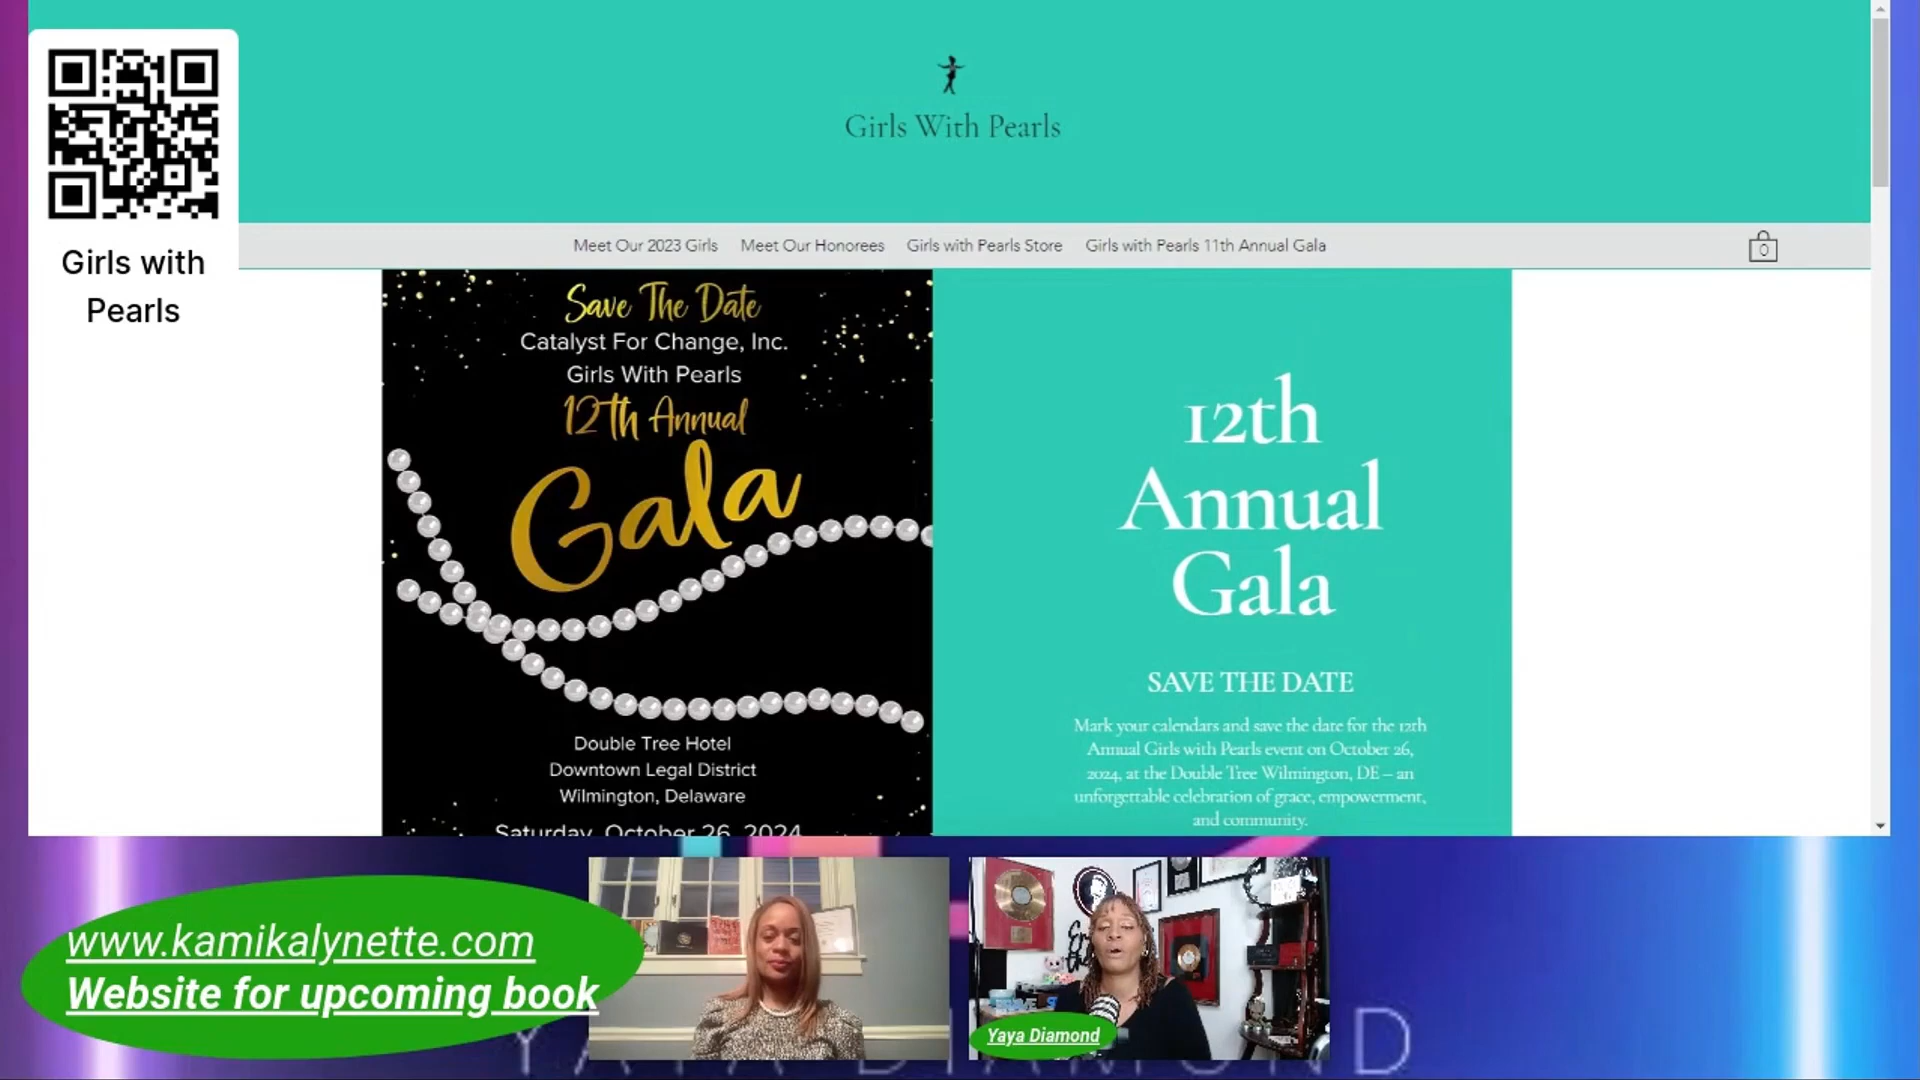 Girls with
Pearls
Girls With Pearls
Meet Our 2023 Girls
Meet Our Honorees
Girls with Pearls Store
Girls with Pearls 11th Annual Gala
0
Save The Date
Catalyst For Change, Inc.
Girls With Pearls
12th Annual
Gala
Double Tree Hotel
Downtown Legal District
Wilmington, Delaware
Saturday, October 26, 2024
12th
Annual
Gala
SAVE THE DATE
Mark your calendars and save the date for the 12th
Annual Girls with Pearls event on October 26,
2024, at the Double Tree Wilmington, DE – an
unforgettable celebration of grace, empowerment,
and community.
www.kamikalynette.com
Website for upcoming book
Yaya Diamond